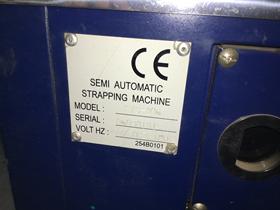 CE
SEMI AUTOMATIC
STRAPPING MACHINE
MODEL :
SERIAL :
VOLT HZ :
254B0101